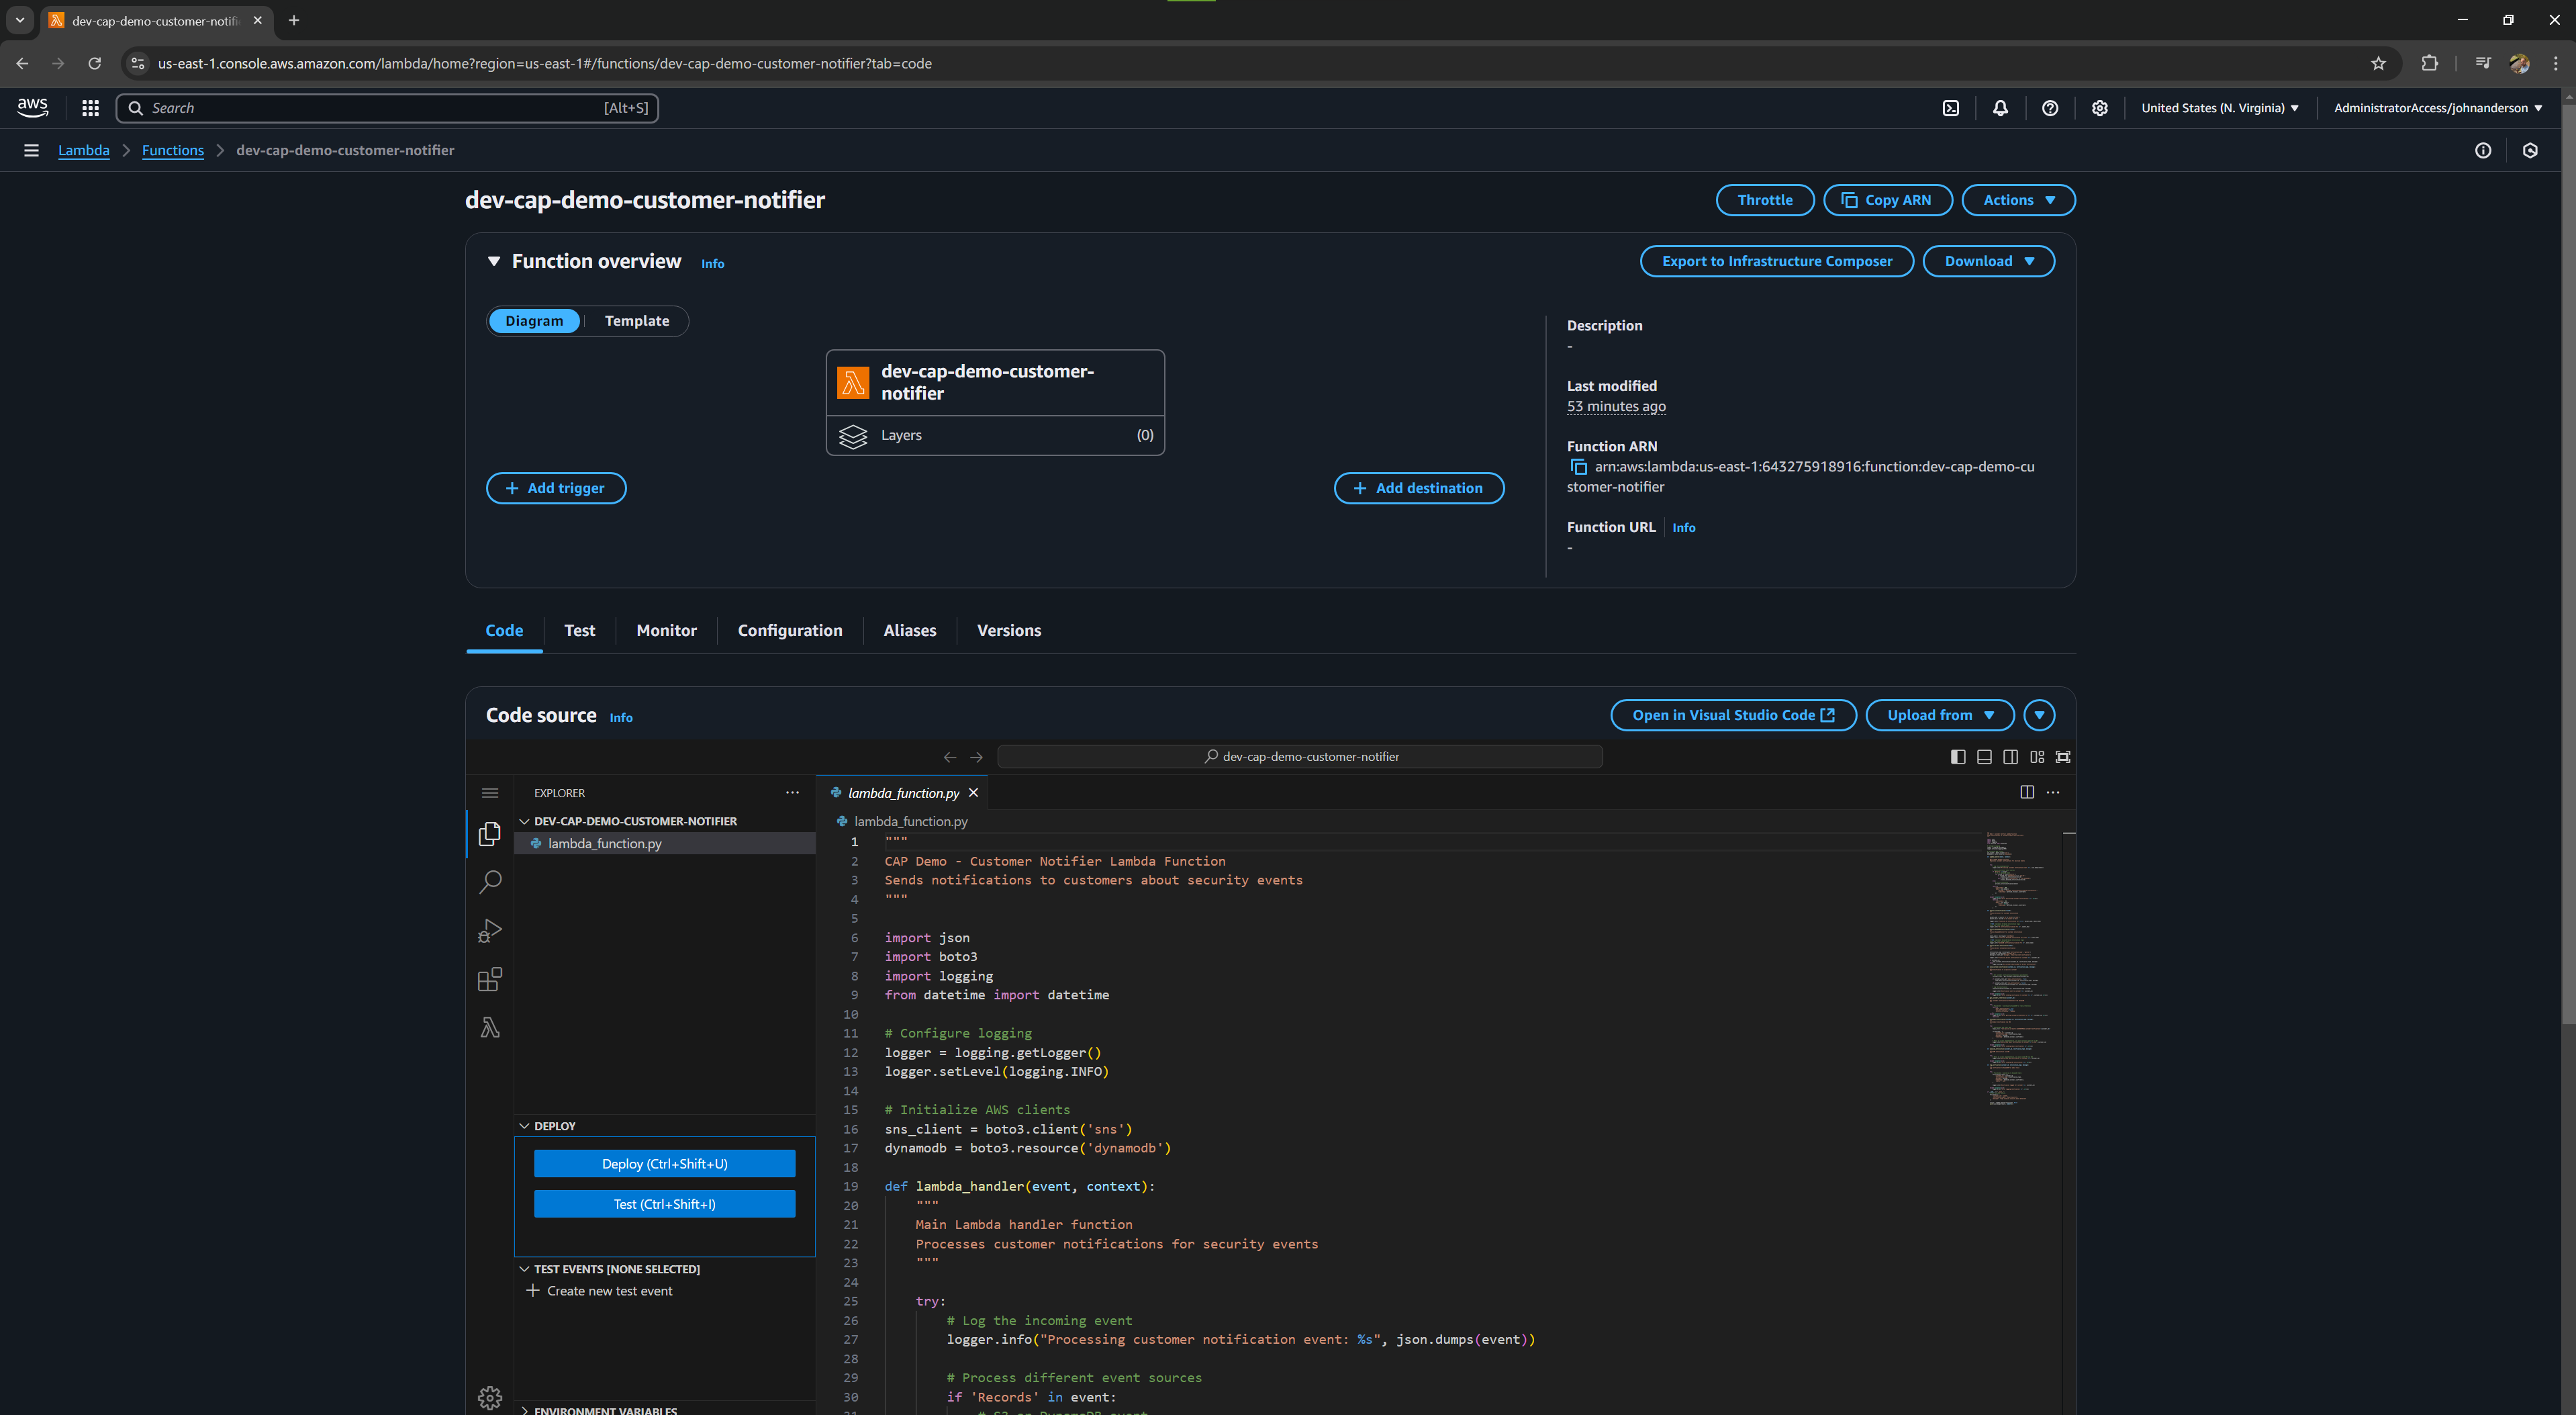 dev-cap-demo-customer-notifi
us-east-1.console.aws.amazon.com/lambda/home?region=us-east-1#/functions/dev-cap-demo-customer-notifier?tab=code
aws
Search
[Alt+S]
United States (N. Virginia)
AdministratorAccess/johnanderson
Lambda
Functions
dev-cap-demo-customer-notifier
dev-cap-demo-customer-notifier
Throttle
Copy ARN
Actions
Function overview
Info
Export to Infrastructure Composer
Download
Diagram
Template
dev-cap-demo-customer-
notifier
Layers
(0)
Add trigger
Add destination
Description
-
Last modified
53 minutes ago
Function ARN
arn:aws:lambda:us-east-1:643275918916:function:dev-cap-demo-cu
stomer-notifier
Function URL
Info
-
Code
Test
Monitor
Configuration
Aliases
Versions
Code source
Info
Open in Visual Studio Code
Upload from
dev-cap-demo-customer-notifier
EXPLORER
DEV-CAP-DEMO-CUSTOMER-NOTIFIER
lambda_function.py
DEPLOY
Deploy (Ctrl+Shift+U)
Test (Ctrl+Shift+I)
TEST EVENTS [NONE SELECTED]
Create new test event
ENVIRONMENT VARIABLES
lambda_function.py
lambda_function.py
1 """
2 CAP Demo - Customer Notifier Lambda Function
3 Sends notifications to customers about security events
4 """
5
6 import json
7 import boto3
8 import logging
9 from datetime import datetime
10
11 # Configure logging
12 logger = logging.getLogger()
13 logger.setLevel(logging.INFO)
14
15 # Initialize AWS clients
16 sns_client = boto3.client('sns')
17 dynamodb = boto3.resource('dynamodb')
18
19 def lambda_handler(event, context):
20 """
21 Main Lambda handler function
22 Processes customer notifications for security events
23 """
24
25 try:
26 # Log the incoming event
27 logger.info("Processing customer notification event: %s", json.dumps(event))
28
29 # Process different event sources
30 if 'Records' in event: